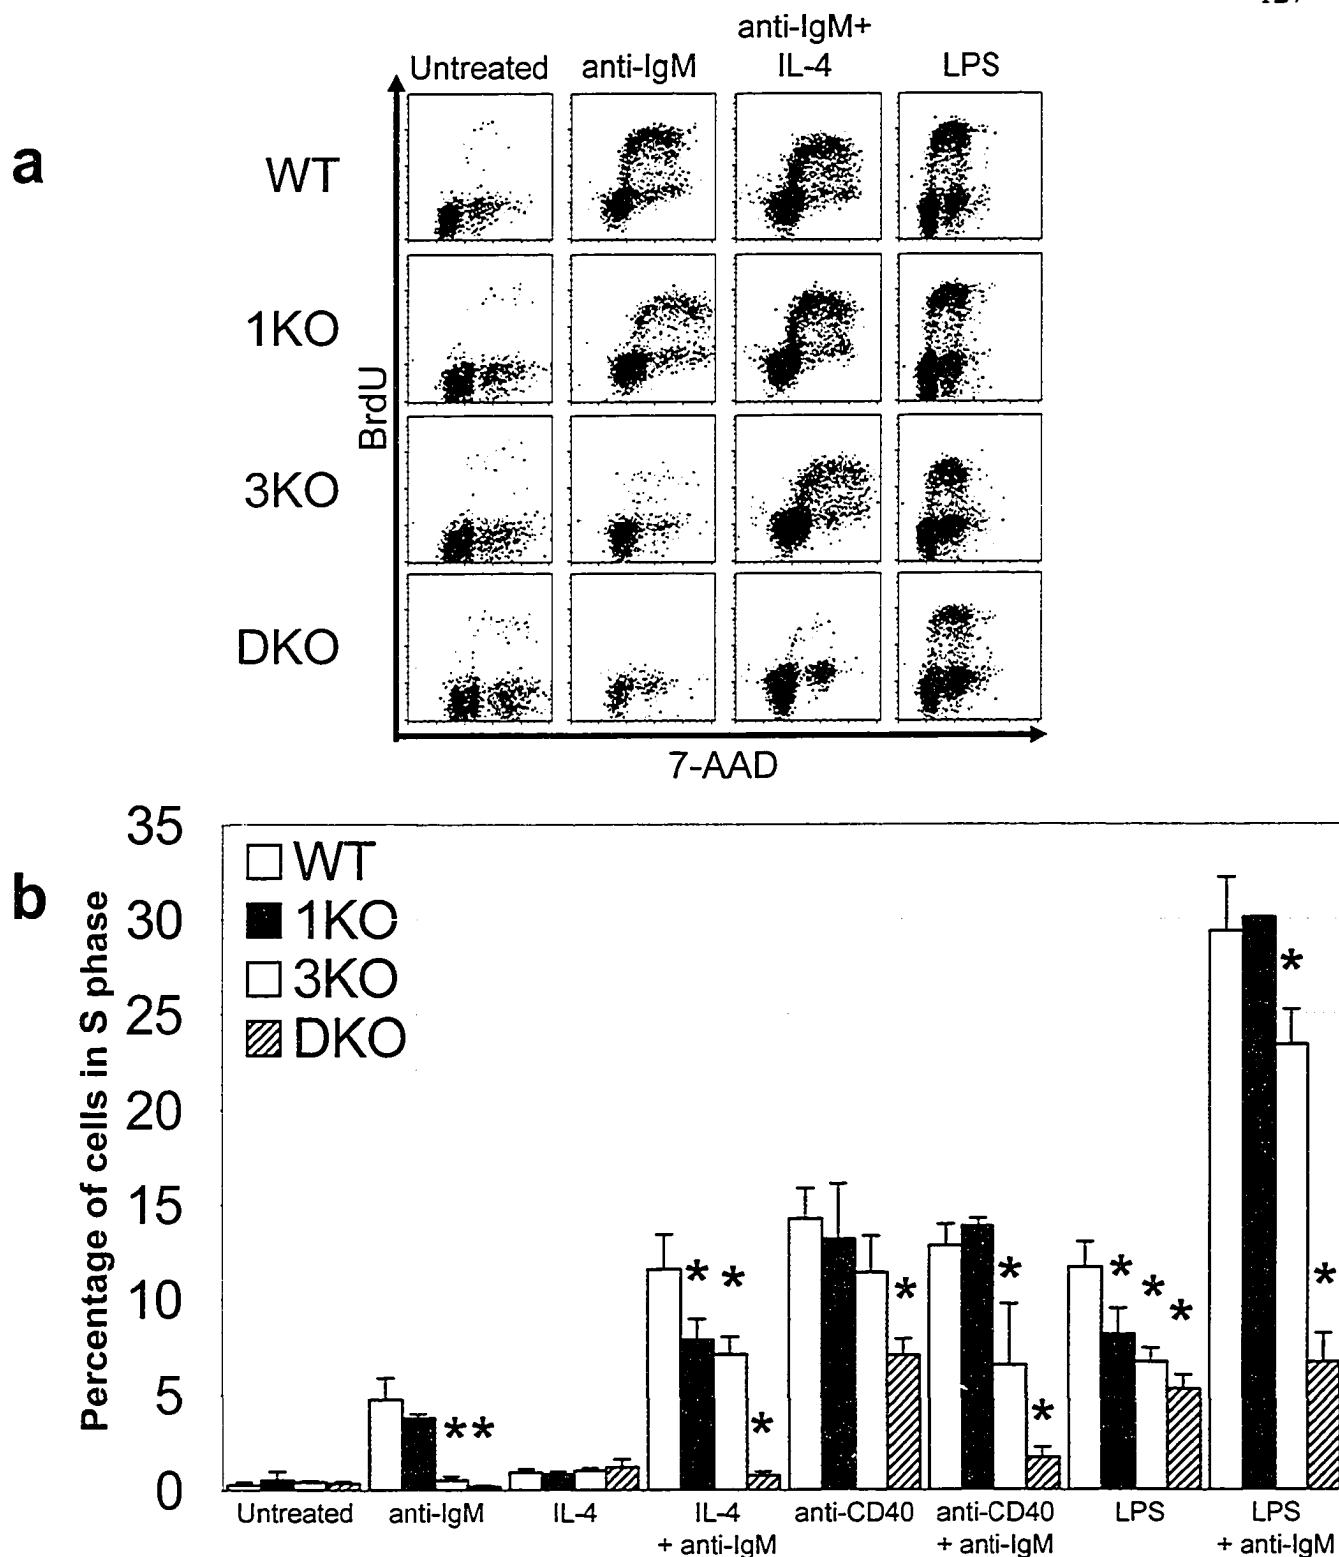 anti-IgM+
Untreated anti-IgM IL-4 LPS
a
WT
1KO
3KO
DKO
BrdU
7-AAD
b
Percentage of cells in S phase
35
30
25
20
15
10
5
0
WT
1KO
3KO
DKO
* *
* *
*
*
*
*
* * *
*
*
Untreated anti-IgM IL-4 IL-4 anti-CD40 anti-CD40 LPS LPS
+ anti-IgM + anti-IgM + anti-IgM